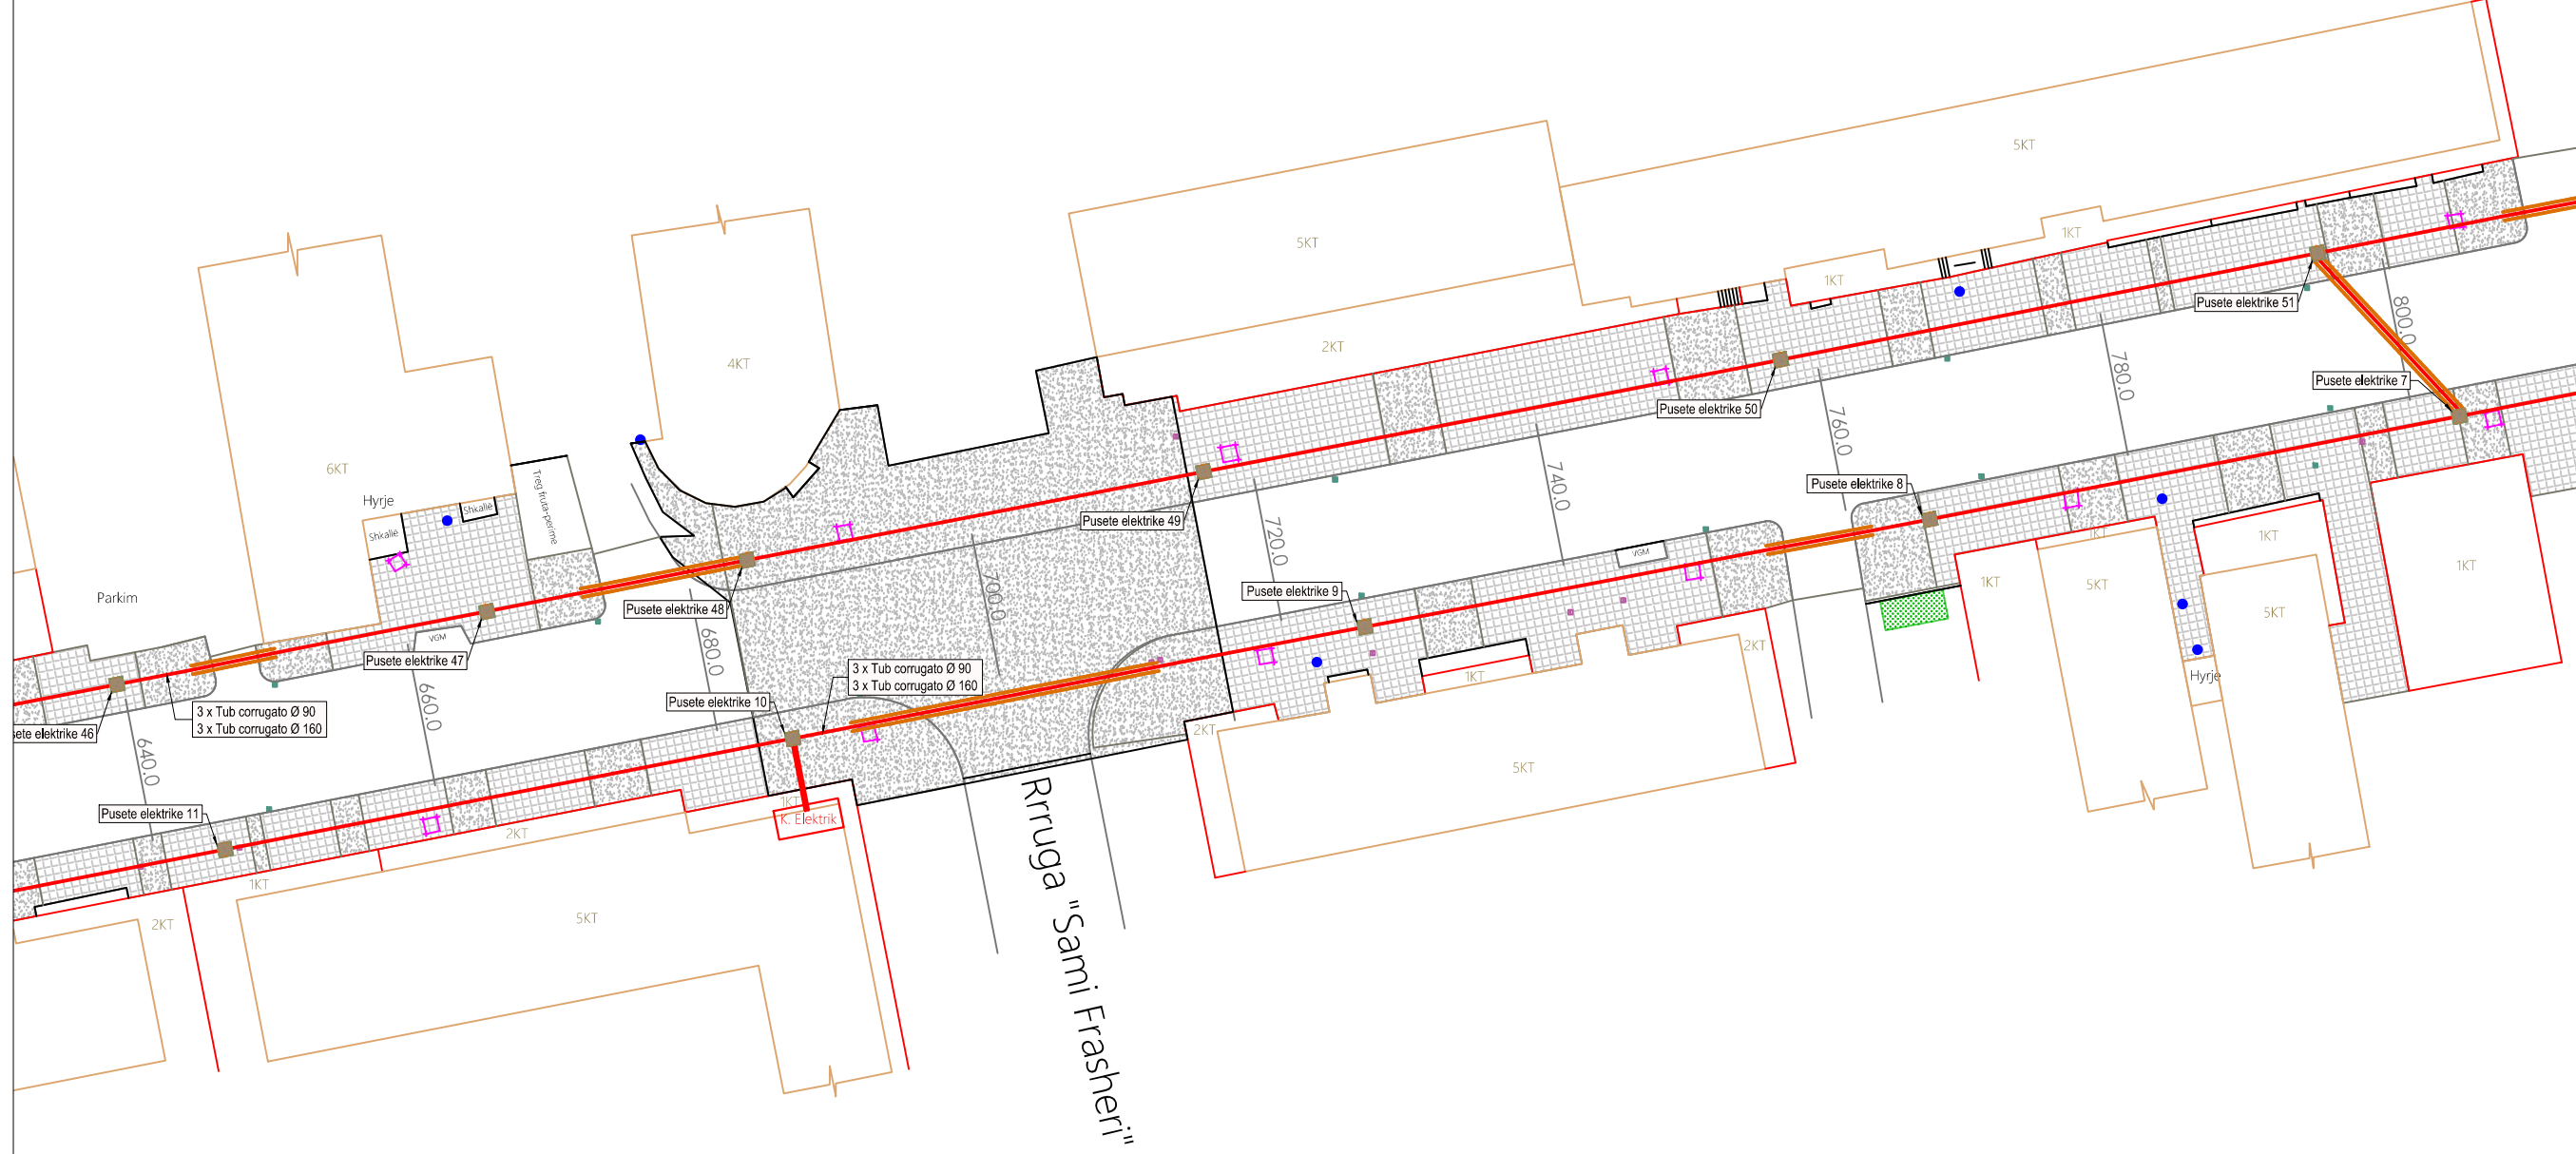 5KT
5KT
1KT
1KT
Pusete elektrike 51
800.0
780.0
Pusete elektrike 7
2KT
Pusete elektrike 50
760.0
4KT
6KT
Hyrje
Shkallë
Shkallë
Treg fruta-perime
Pusete elektrike 49
740.0
720.0
Pusete elektrike 8
Parkim
VGM
Pusete elektrike 48
700.0
680.0
Pusete elektrike 47
660.0
VGM
Pusete elektrike 9
1KT
1KT
5KT
1KT
5KT
1KT
Hyrje
3 x Tub corrugato Ø 90
3 x Tub corrugato Ø 160
Pusete elektrike 10
3 x Tub corrugato Ø 90
3 x Tub corrugato Ø 160
sete elektrike 46
640.0
2KT
1KT
2KT
5KT
Pusete elektrike 11
1KT
K. Elektrik
2KT
1KT
2KT
5KT
Rrruga "Sami Frasheri"